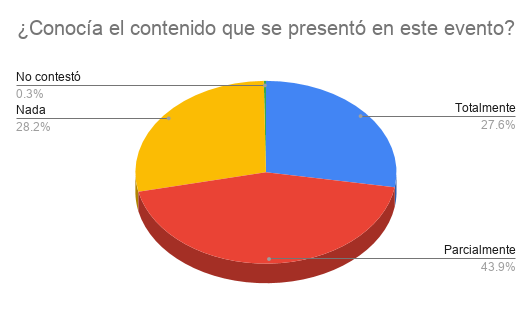 ¿Conocía el contenido que se presentó en este evento?
No contestó
0.3%
Nada
28.2%
Totalmente
27.6%
Parcialmente
43.9%